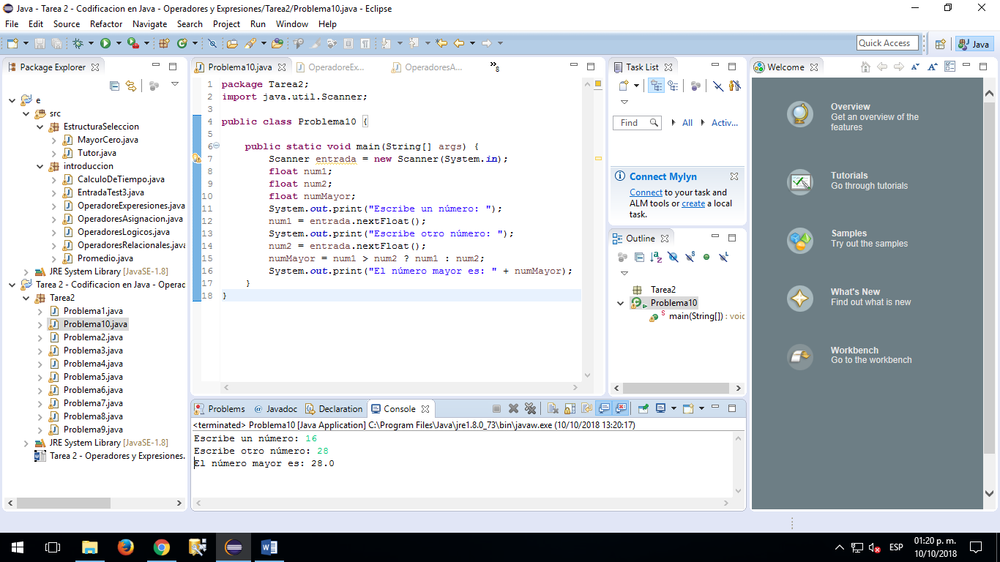 Java - Tarea 2 - Codificacion en Java - Operadores y Expresiones/Tarea2/Problema10.java - Eclipse
File Edit Source Refactor Navigate Search Project Run Window Help
Quick Access
Java
Package Explorer
e
src
EstructuraSeleccion
MayorCero.java
Tutor.java
introduccion
CalculoDeTiempo.java
EntradaTest3.java
OperadoreExperesiones.java
OperadoresAsignacion.java
OperadoresLogicos.java
OperadoresRelacionales.java
Promedio.java
JRE System Library [JavaSE-1.8]
Tarea 2 - Codificacion en Java - Operac
Tarea2
Problema1.java
Problema10.java
Problema2.java
Problema3.java
Problema4.java
Problema5.java
Problema6.java
Problema7.java
Problema8.java
Problema9.java
JRE System Library [JavaSE-1.8]
Tarea 2 - Operadores y Expresiones.
Problema10.java OperadoreEx... OperadoresA... »8
1 package Tarea2;
2 import java.util.Scanner;
3
4 public class Problema10 {
5
6 public static void main(String[] args) {
7 Scanner entrada = new Scanner(System.in);
8 float num1;
9 float num2;
10 float numMayor;
11 System.out.print("Escribe un número: ");
12 num1 = entrada.nextFloat();
13 System.out.print("Escribe otro número: ");
14 num2 = entrada.nextFloat();
15 numMayor = num1 > num2 ? num1 : num2;
16 System.out.print("El número mayor es: " + numMayor);
17 }
18 }
Task List
Find All Activ...
Connect Mylyn
Connect to your task and
ALM tools or create a local
task.
Outline
Tarea2
Problema10
main(String[]) : voic
Welcome
Overview
Get an overview of the
features
Tutorials
Go through tutorials
Samples
Try out the samples
What's New
Find out what is new
Workbench
Go to the workbench
Problems @ Javadoc Declaration Console
<terminated> Problema10 [Java Application] C:\Program Files\Java\jre1.8.0_73\bin\javaw.exe (10/10/2018 13:20:17)
Escribe un número: 16
Escribe otro número: 28
El número mayor es: 28.0
ESP
01:20 p. m.
10/10/2018